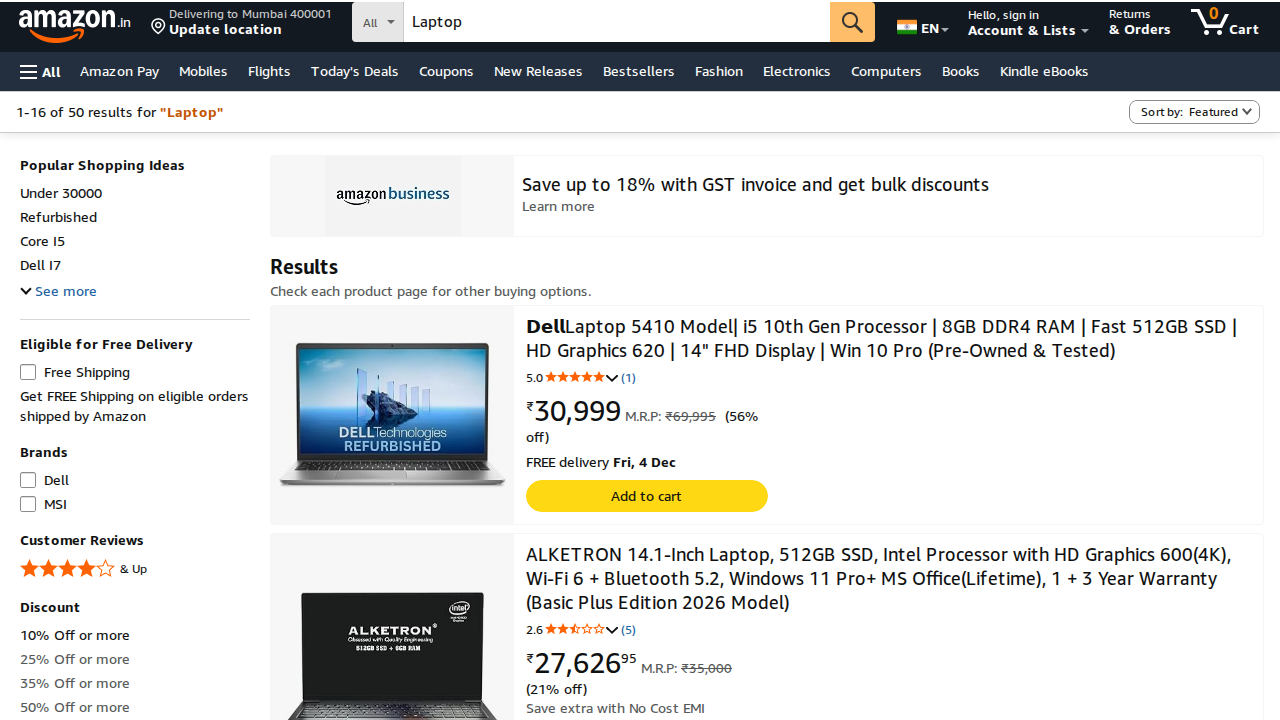 amazon.in
Delivering to Mumbai 400001
Update location
All
Laptop
EN
Hello, sign in
Account & Lists
Returns
& Orders
0
Cart
All
Amazon Pay
Mobiles
Flights
Today's Deals
Coupons
New Releases
Bestsellers
Fashion
Electronics
Computers
Books
Kindle eBooks
1-16 of 50 results for "Laptop"
Sort by: Featured
Popular Shopping Ideas
Under 30000
Refurbished
Core I5
Dell I7
See more
Eligible for Free Delivery
Free Shipping
Get FREE Shipping on eligible orders
shipped by Amazon
Brands
Dell
MSI
Customer Reviews
& Up
Discount
10% Off or more
25% Off or more
35% Off or more
50% Off or more
amazon business
Save up to 18% with GST invoice and get bulk discounts
Learn more
Results
Check each product page for other buying options.
DELLTechnologies
REFURBISHED
DellLaptop 5410 Model| i5 10th Gen Processor | 8GB DDR4 RAM | Fast 512GB SSD |
HD Graphics 620 | 14" FHD Display | Win 10 Pro (Pre-Owned & Tested)
5.0 (1)
₹30,999 M.R.P: ₹69,995 (56%
off)
FREE delivery Fri, 4 Dec
Add to cart
intel
ALKETRON®
Obsessed with Quality Engineering
512GB SSD + 6GB RAM
ALKETRON 14.1-Inch Laptop, 512GB SSD, Intel Processor with HD Graphics 600(4K),
Wi-Fi 6 + Bluetooth 5.2, Windows 11 Pro+ MS Office(Lifetime), 1 + 3 Year Warranty
(Basic Plus Edition 2026 Model)
2.6 (5)
₹27,62695 M.R.P: ₹35,000
(21% off)
Save extra with No Cost EMI